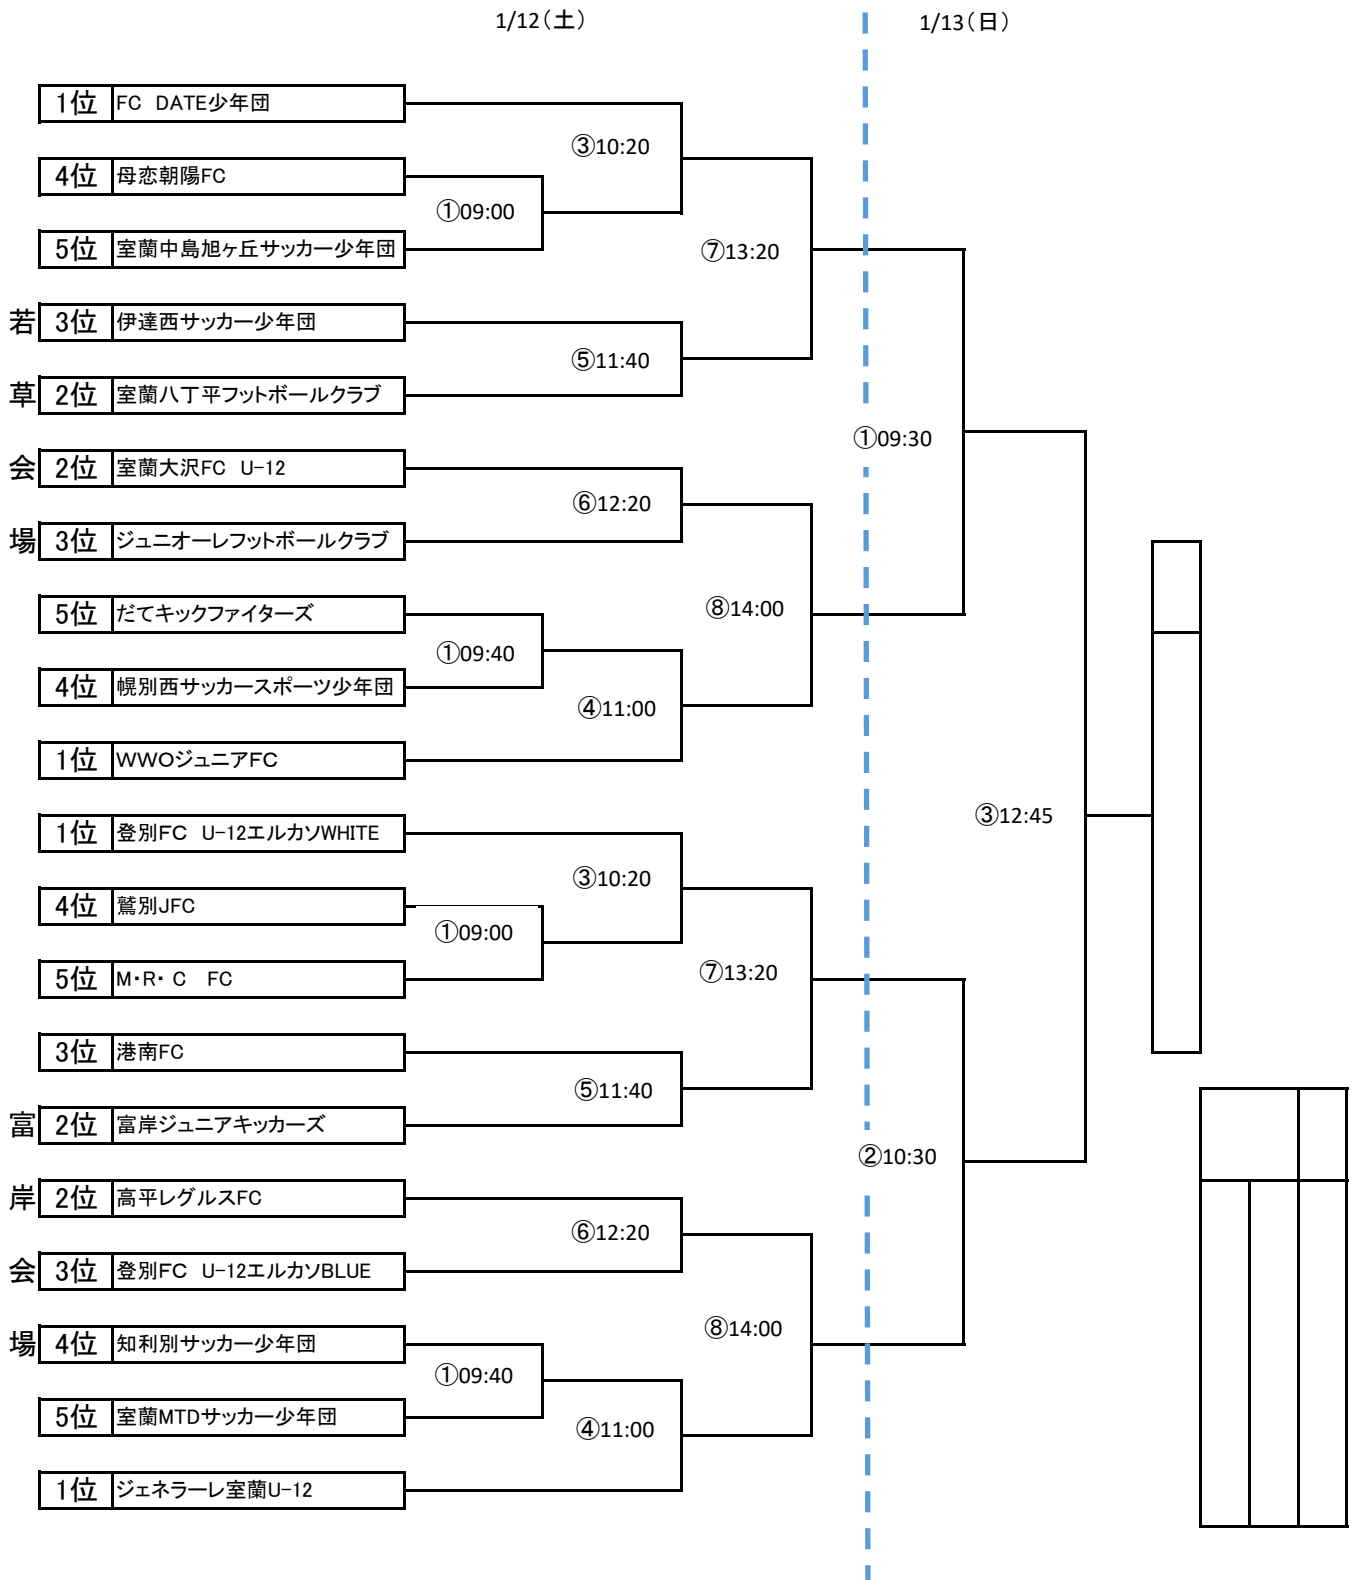 1/12（土）
1/13（日）
1位 FC DATE少年団
③10:20
4位 母恋朝陽FC
①09:00
5位 室蘭中島旭ヶ丘サッカー少年団
⑦13:20
若 3位 伊達西サッカー少年団
⑤11:40
草 2位 室蘭八丁平フットボールクラブ
①09:30
会 2位 室蘭大沢FC U-12
⑥12:20
場 3位 ジュニオーレフットボールクラブ
5位 だてキックファイターズ
⑧14:00
①09:40
4位 幌別西サッカースポーツ少年団
④11:00
1位 WWOジュニアFC
③12:45
1位 登別FC U-12エルカソWHITE
③10:20
4位 鷲別JFC
①09:00
5位 M・R・C FC
⑦13:20
3位 港南FC
⑤11:40
富 2位 富岸ジュニアキッカーズ
②10:30
岸 2位 高平レグルスFC
⑥12:20
会 3位 登別FC U-12エルカソBLUE
場 4位 知利別サッカー少年団
⑧14:00
①09:40
5位 室蘭MTDサッカー少年団
④11:00
1位 ジェネラーレ室蘭U-12